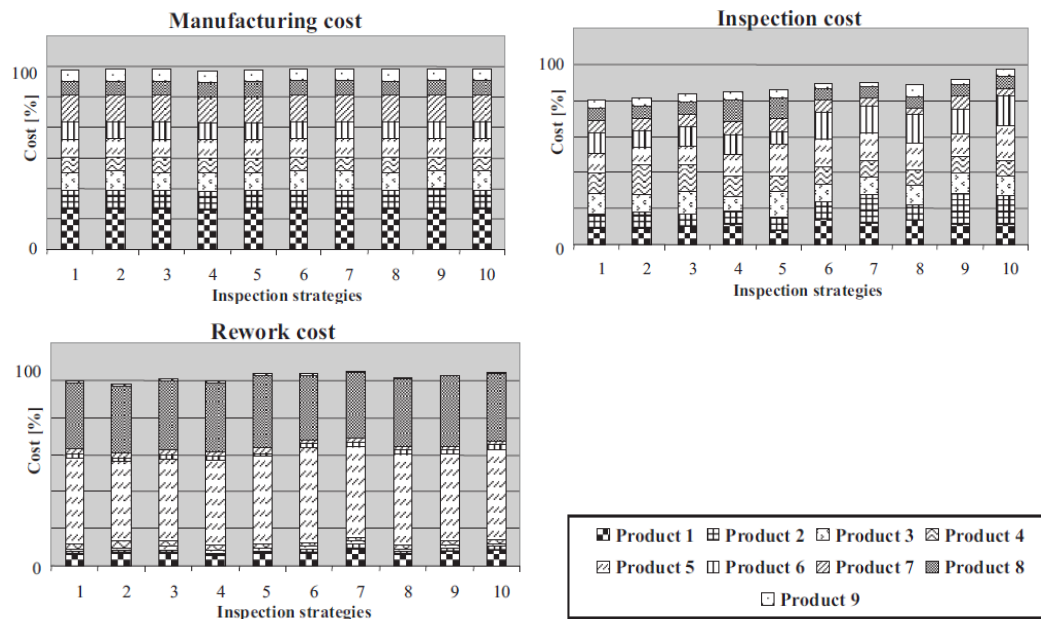 Manufacturing cost
100
Cost [%]
0
1 2 3 4 5 6 7 8 9 10
Inspection strategies
Inspection cost
100
Cost [%]
0
1 2 3 4 5 6 7 8 9 10
Inspection strategies
Rework cost
100
Cost [%]
0
1 2 3 4 5 6 7 8 9 10
Inspection strategies
Product 1 Product 2 Product 3 Product 4
Product 5 Product 6 Product 7 Product 8
Product 9